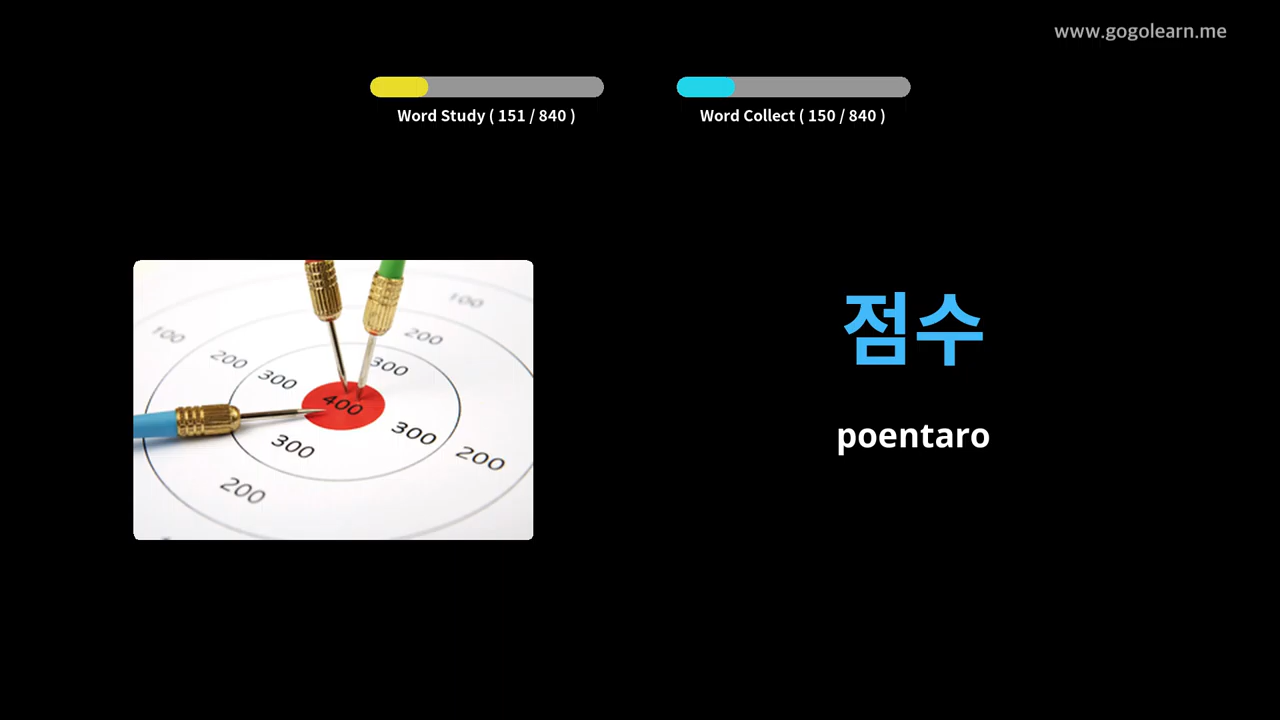 www.gogolearn.me
Word Study ( 151 / 840 )
Word Collect ( 150 / 840 )
점수
poentaro
100
100
200
200
300
300
400
300
300
200
200